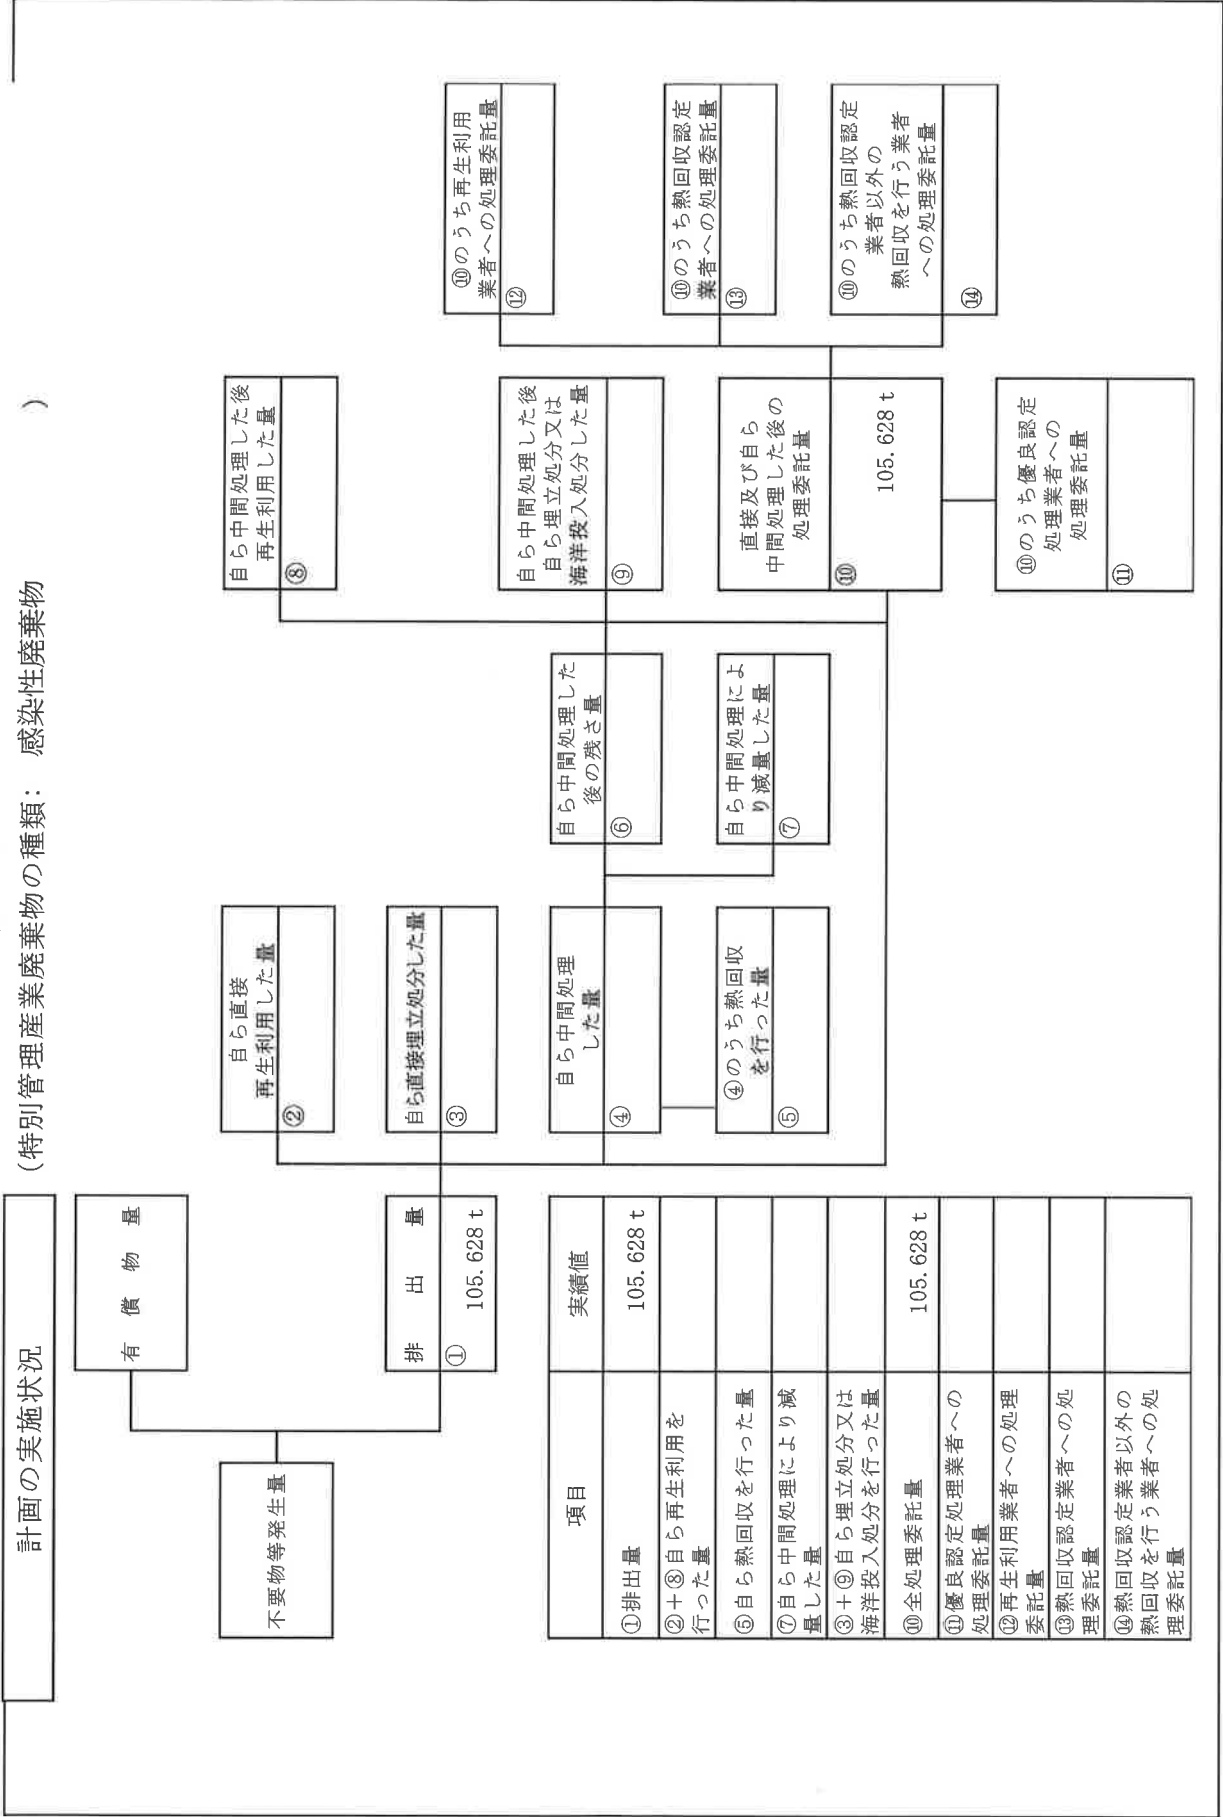 計画の実施状況
(特別管理産業廃棄物の種類: 感染性廃棄物 )
有償物量
不要物等発生量
排出量
①
105.628 t
自ら直接
再生利用した量
②
自ら直接埋立処分した量
③
自ら中間処理
した量
④
④のうち熱回収
を行った量
⑤
自ら中間処理した
後の残さ量
⑥
自ら中間処理によ
り減量した量
⑦
自ら中間処理した後
再生利用した量
⑧
自ら中間処理した後
自ら埋立処分又は
海洋投入処分した量
⑨
直接及び自ら
中間処理した後の
処理委託量
⑩
105.628 t
⑩のうち優良認定
処理業者への
処理委託量
⑪
⑩のうち再生利用
業者への処理委託量
⑫
⑩のうち熱回収認定
業者への処理委託量
⑬
⑩のうち熱回収認定
業者以外の
熱回収を行う業者
への処理委託量
⑭
項目 実績値
①排出量 105.628 t
②+⑧自ら再生利用を
行った量
⑤自ら熱回収を行った量
⑦自ら中間処理により減
量した量
③+⑨自ら埋立処分又は
海洋投入処分を行った量
⑩全処理委託量 105.628 t
⑪優良認定処理業者への
処理委託量
⑫再生利用業者への処理
委託量
⑬熱回収認定業者への処
理委託量
⑭熱回収認定業者以外の
熱回収を行う業者への処
理委託量